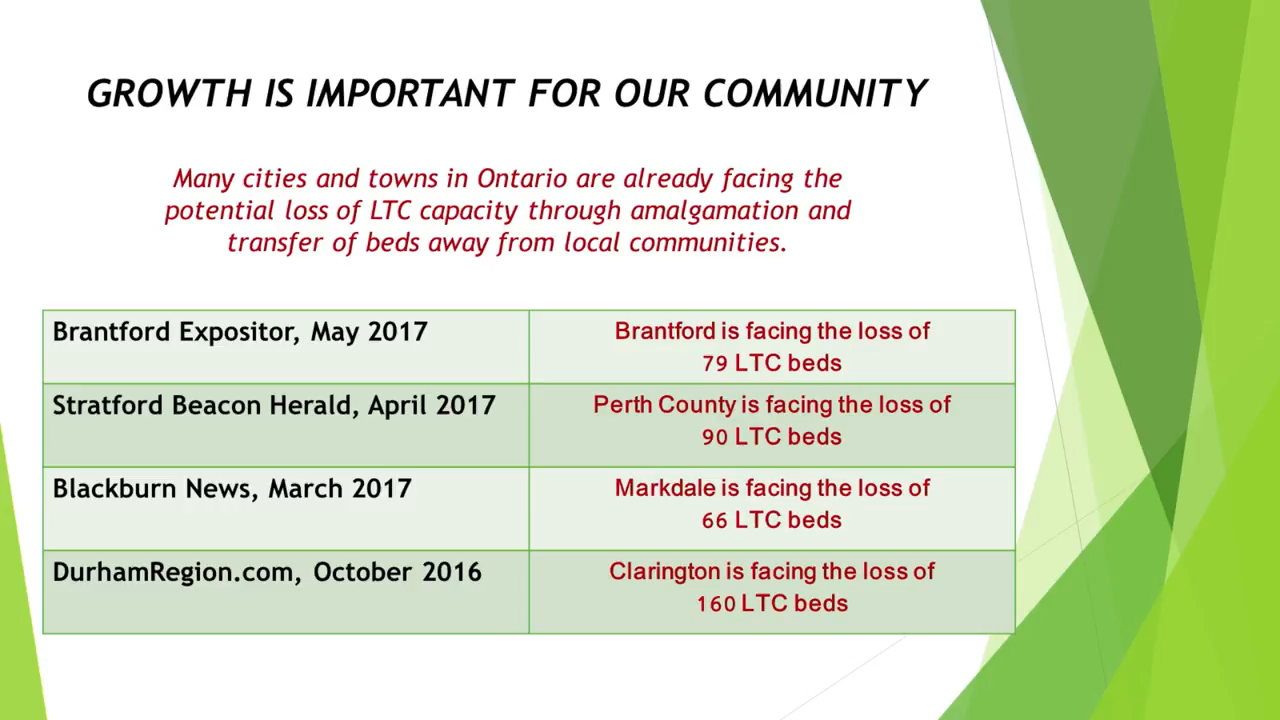 GROWTH IS IMPORTANT FOR OUR COMMUNITY
Many cities and towns in Ontario are already facing the
potential loss of LTC capacity through amalgamation and
transfer of beds away from local communities.
Brantford Expositor, May 2017
Brantford is facing the loss of
79 LTC beds
Stratford Beacon Herald, April 2017
Perth County is facing the loss of
90 LTC beds
Blackburn News, March 2017
Markdale is facing the loss of
66 LTC beds
DurhamRegion.com, October 2016
Clarington is facing the loss of
160 LTC beds